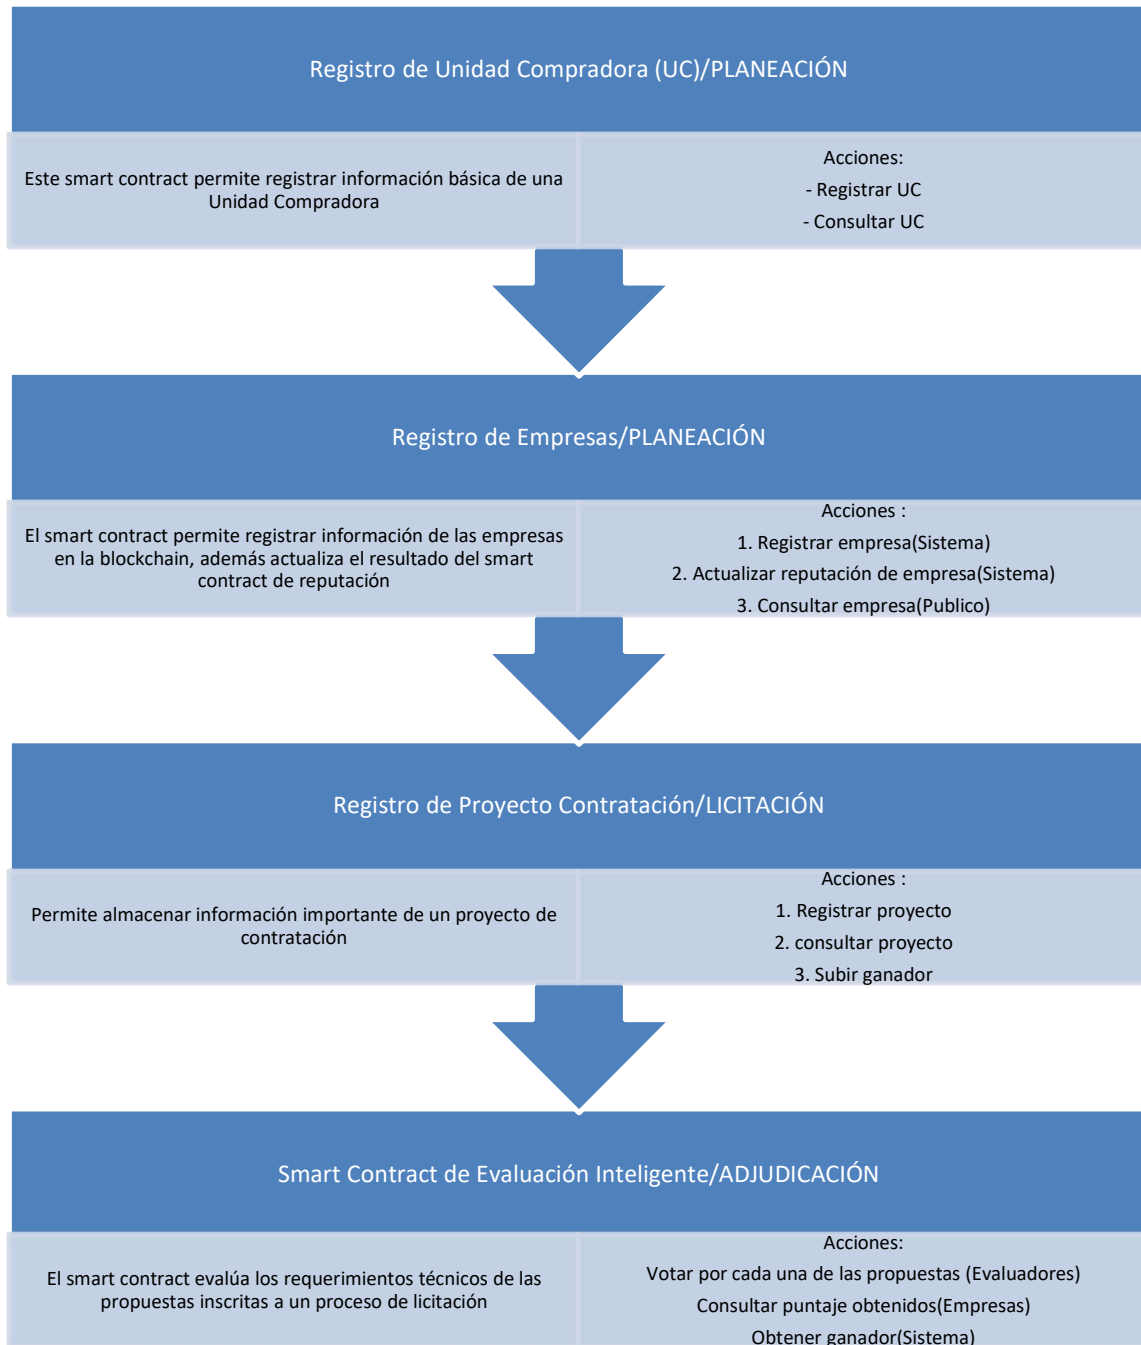 Registro de Unidad Compradora (UC)/PLANEACIÓN
Este smart contract permite registrar información básica de una
Unidad Compradora
Acciones:
- Registrar UC
- Consultar UC
Registro de Empresas/PLANEACIÓN
El smart contract permite registrar información de las empresas
en la blockchain, además actualiza el resultado del smart
contract de reputación
Acciones :
1. Registrar empresa(Sistema)
2. Actualizar reputación de empresa(Sistema)
3. Consultar empresa(Publico)
Registro de Proyecto Contratación/LICITACIÓN
Permite almacenar información importante de un proyecto de
contratación
Acciones :
1. Registrar proyecto
2. consultar proyecto
3. Subir ganador
Smart Contract de Evaluación Inteligente/ADJUDICACIÓN
El smart contract evalúa los requerimientos técnicos de las
propuestas inscritas a un proceso de licitación
Acciones:
Votar por cada una de las propuestas (Evaluadores)
Consultar puntaje obtenidos(Empresas)
Obtener ganador(Sistema)